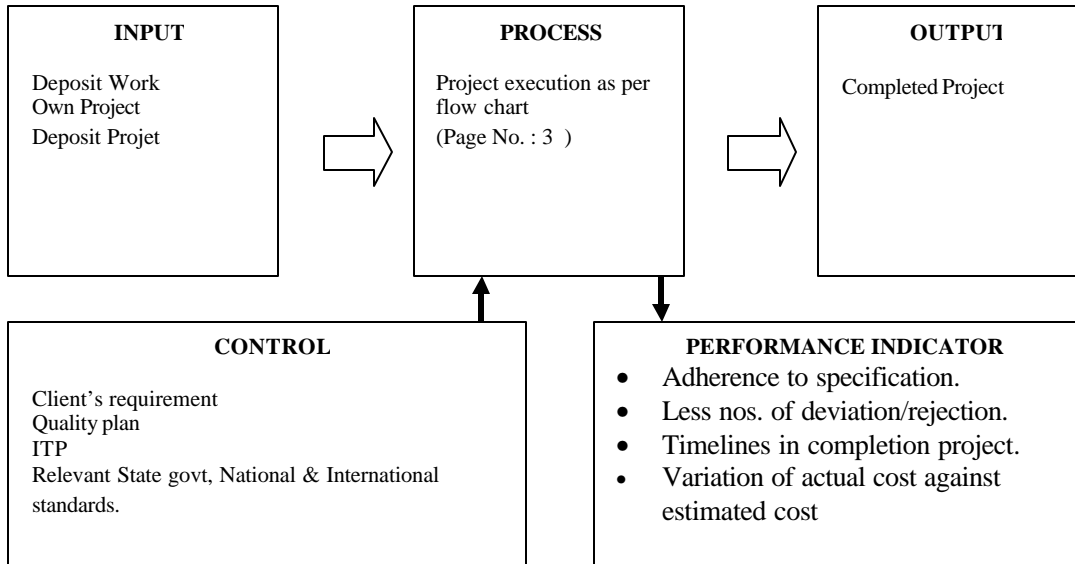 INPUT
Deposit Work
Own Project
Deposit Projet
PROCESS
Project execution as per
flow chart
(Page No. : 3 )
OUTPUT
Completed Project
CONTROL
Client’s requirement
Quality plan
ITP
Relevant State govt, National & International
standards.
PERFORMANCE INDICATOR
• Adherence to specification.
• Less nos. of deviation/rejection.
• Timelines in completion project.
• Variation of actual cost against
estimated cost